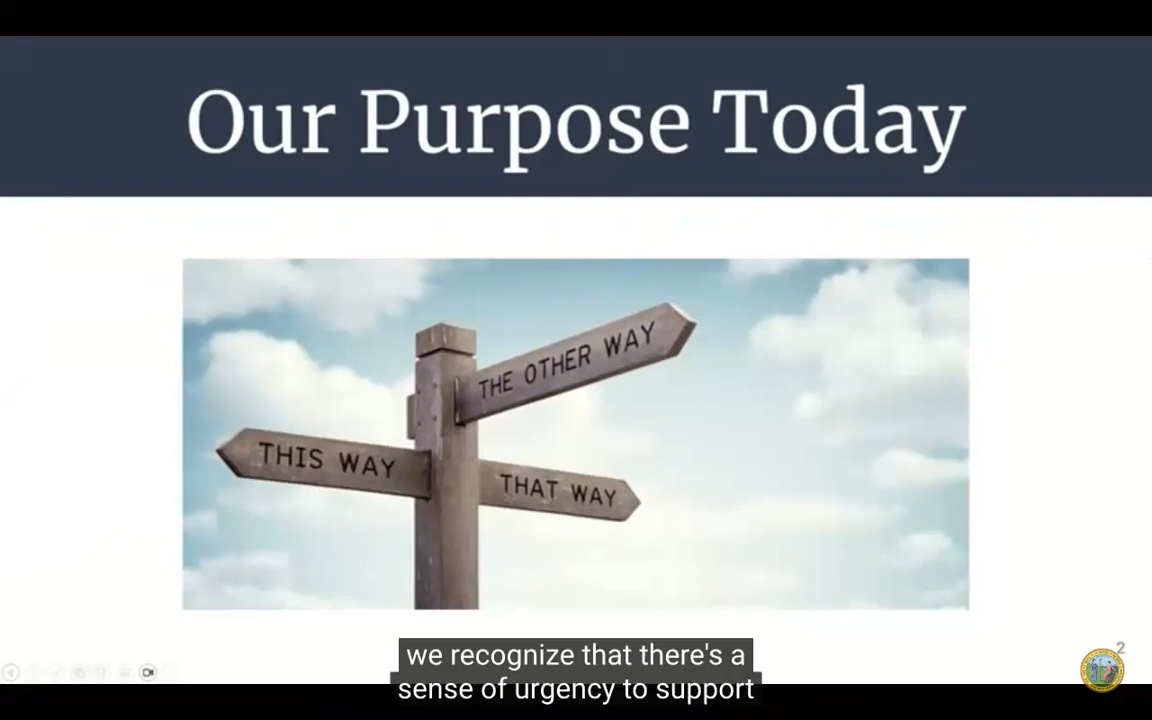 Our Purpose Today
THE OTHER WAY
THIS WAY
THAT WAY
we recognize that there's a
sense of urgency to support
2